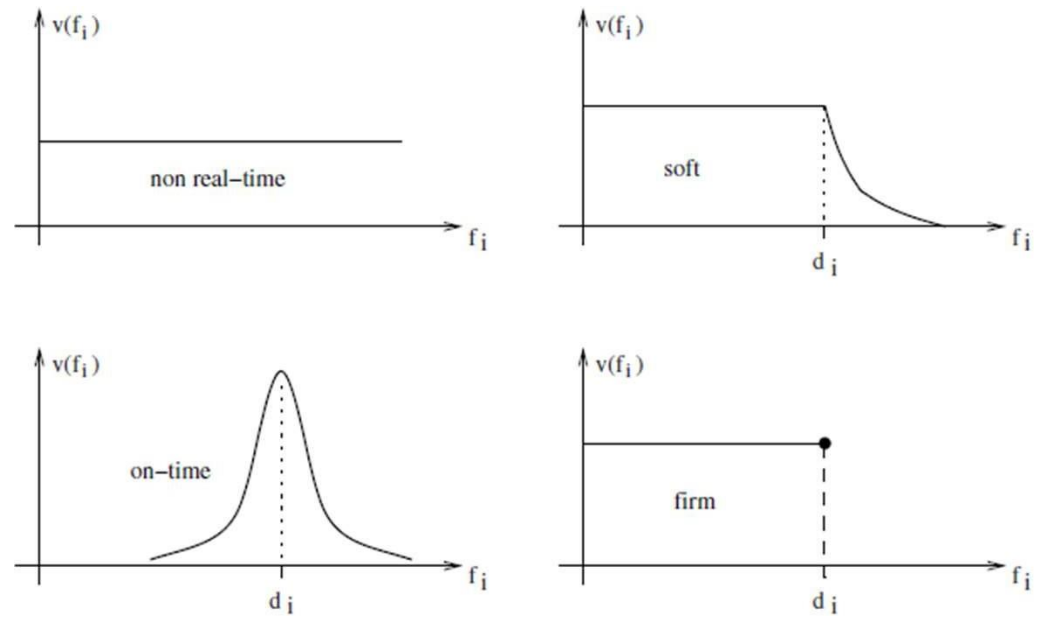 v(fi)
non real-time
fi
v(fi)
soft
di
fi
v(fi)
on-time
di
fi
v(fi)
firm
di
fi